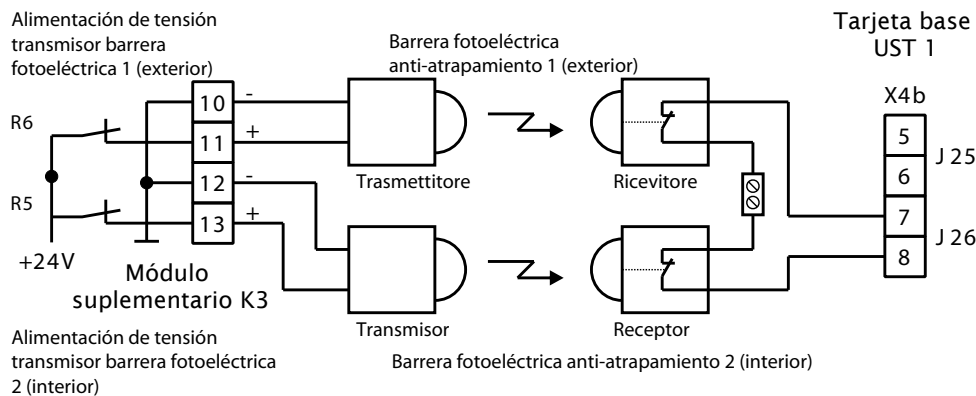 Alimentación de tensión
transmisor barrera
fotoeléctrica 1 (exterior)
Barrera fotoeléctrica
anti-atrapamiento 1 (exterior)
Tarjeta base
UST 1
X4b
R6
R5
+24V
10 -
11 +
12 -
13 +
Módulo
suplementario K3
Trasmettitore
Ricevitore
5
6
7
8
J 25
J 26
Transmisor
Receptor
Alimentación de tensión
transmisor barrera fotoeléctrica
2 (interior)
Barrera fotoeléctrica anti-atrapamiento 2 (interior)